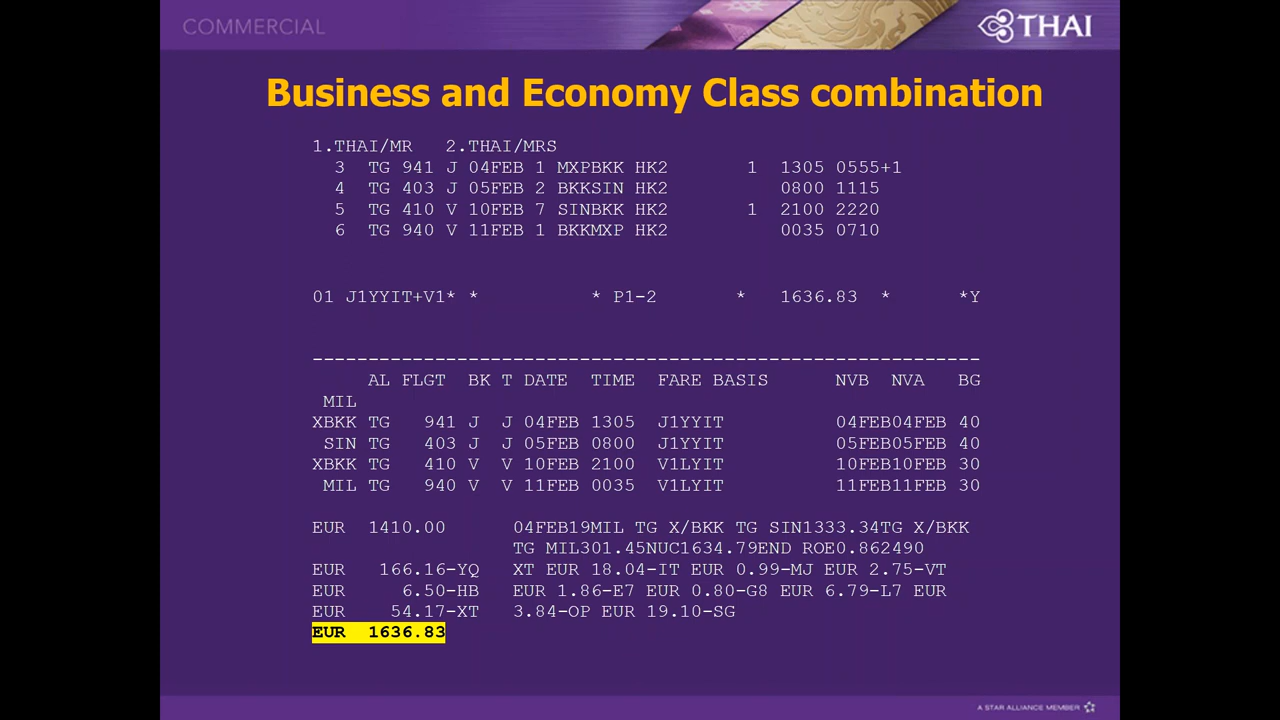 COMMERCIAL
THAI
Business and Economy Class combination
1.THAI/MR   2.THAI/MRS
  3  TG 941 J 04FEB 1 MXPBKK HK2       1  1305 0555+1
  4  TG 403 J 05FEB 2 BKKSIN HK2          0800 1115
  5  TG 410 V 10FEB 7 SINBKK HK2       1  2100 2220
  6  TG 940 V 11FEB 1 BKKMXP HK2          0035 0710
01 J1YYIT+V1* *          * P1-2       *   1636.83  *      *Y
------------------------------------------------------------
     AL FLGT  BK T DATE  TIME  FARE BASIS      NVB  NVA   BG
 MIL
XBKK TG   941 J  J 04FEB 1305  J1YYIT          04FEB04FEB 40
 SIN TG   403 J  J 05FEB 0800  J1YYIT          05FEB05FEB 40
XBKK TG   410 V  V 10FEB 2100  V1LYIT          10FEB10FEB 30
 MIL TG   940 V  V 11FEB 0035  V1LYIT          11FEB11FEB 30
EUR  1410.00      04FEB19MIL TG X/BKK TG SIN1333.34TG X/BKK
                  TG MIL301.45NUC1634.79END ROE0.862490
EUR   166.16-YQ   XT EUR 18.04-IT EUR 0.99-MJ EUR 2.75-VT
EUR     6.50-HB   EUR 1.86-E7 EUR 0.80-G8 EUR 6.79-L7 EUR
EUR    54.17-XT   3.84-OP EUR 19.10-SG
EUR  1636.83
A STAR ALLIANCE MEMBER